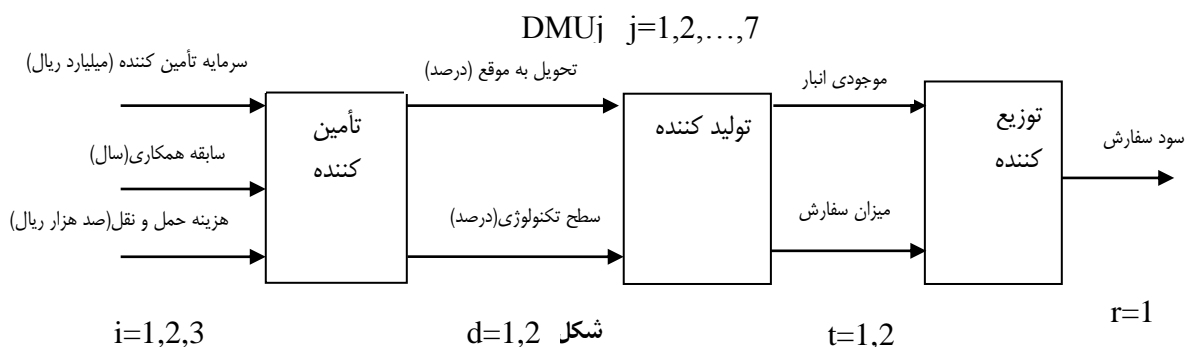 DMUj j=1,2,…,7
سرمایه تأمین کننده (میلیارد ریال)
سابقه همکاری(سال)
هزینه حمل و نقل(صد هزار ریال)
تأمین
کننده
تحویل به موقع (درصد)
سطح تکنولوژی(درصد)
تولید کننده
موجودی انبار
میزان سفارش
توزیع
کننده
سود سفارش
i=1,2,3
d=1,2
شکل
t=1,2
r=1